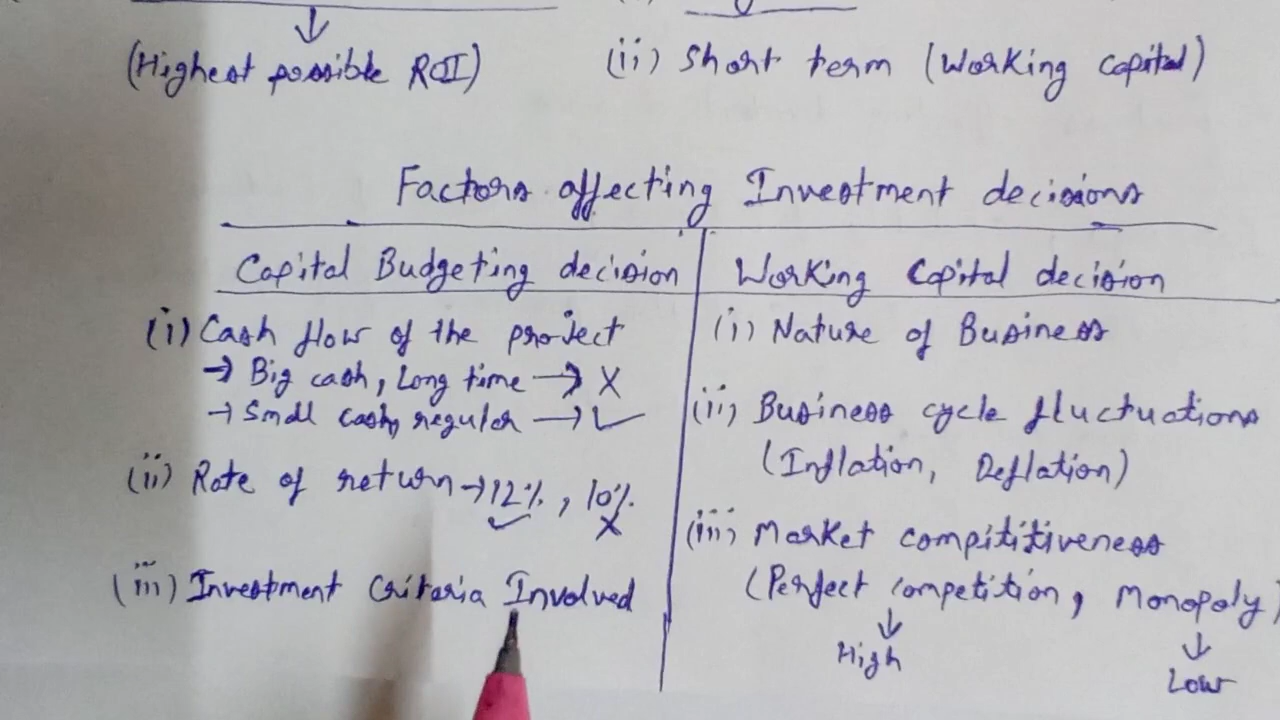 (Highest possible ROI)
(ii) Short term (Working capital)
Factors affecting Investment decisions
Capital Budgeting decision
(i) Cash flow of the project
→ Big cash, Long time → X
→ Small cash, regular → ✓
(ii) Rate of return → 12% ✓, 10% X
(iii) Investment Criteria Involved
Working Capital decision
(i) Nature of Business
(ii) Business cycle fluctuations
(Inflation, Deflation)
(iii) Market compititiveness
(Perfect competition, Monopoly)
High
Low